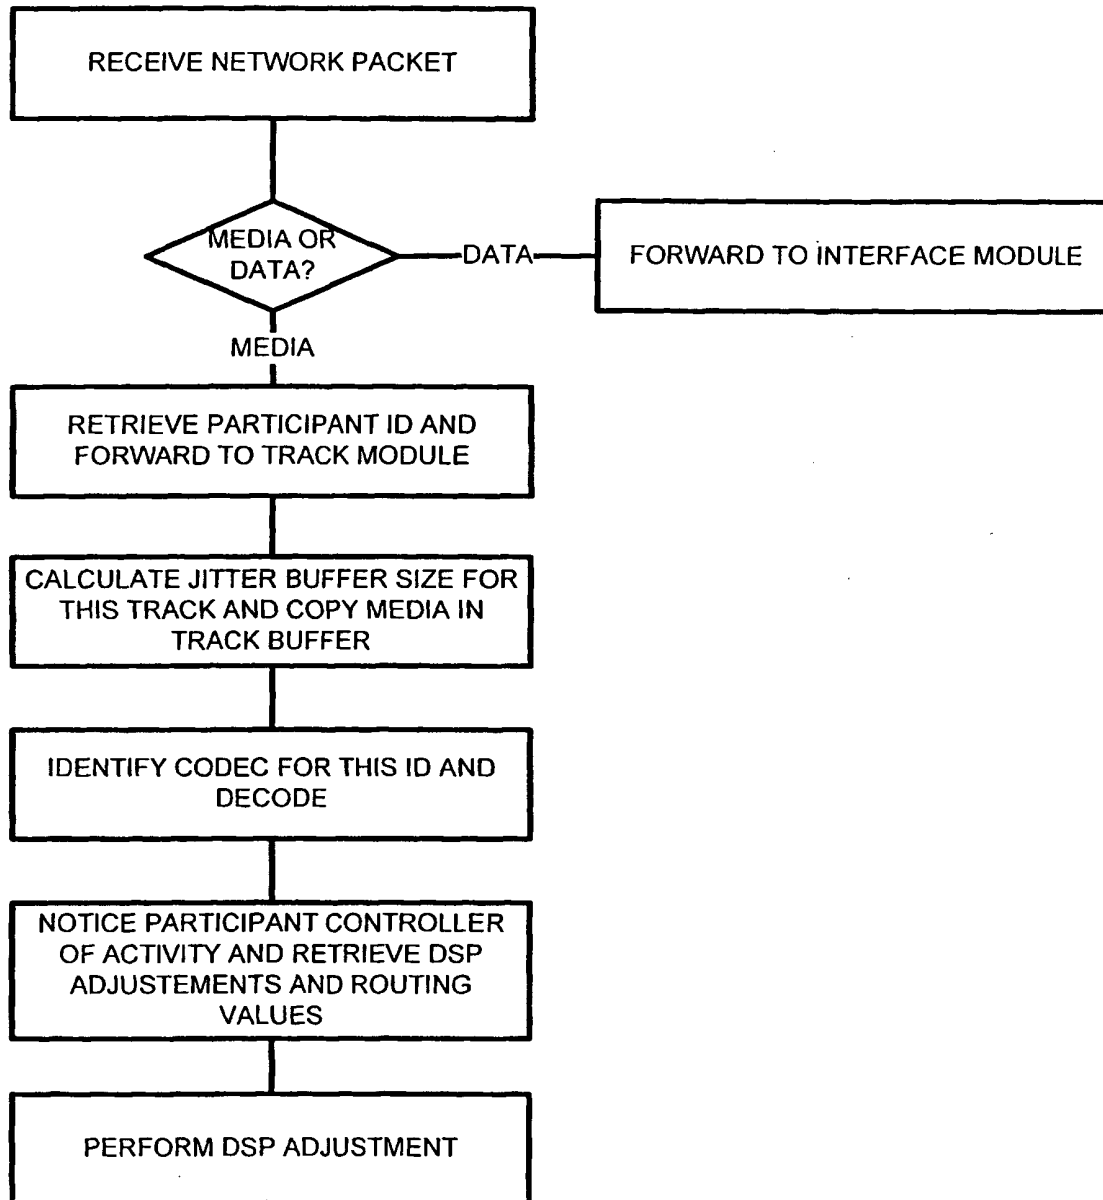 RECEIVE NETWORK PACKET
MEDIA OR
DATA?
DATA
FORWARD TO INTERFACE MODULE
MEDIA
RETRIEVE PARTICIPANT ID AND
FORWARD TO TRACK MODULE
CALCULATE JITTER BUFFER SIZE FOR
THIS TRACK AND COPY MEDIA IN
TRACK BUFFER
IDENTIFY CODEC FOR THIS ID AND
DECODE
NOTICE PARTICIPANT CONTROLLER
OF ACTIVITY AND RETRIEVE DSP
ADJUSTEMENTS AND ROUTING
VALUES
PERFORM DSP ADJUSTMENT